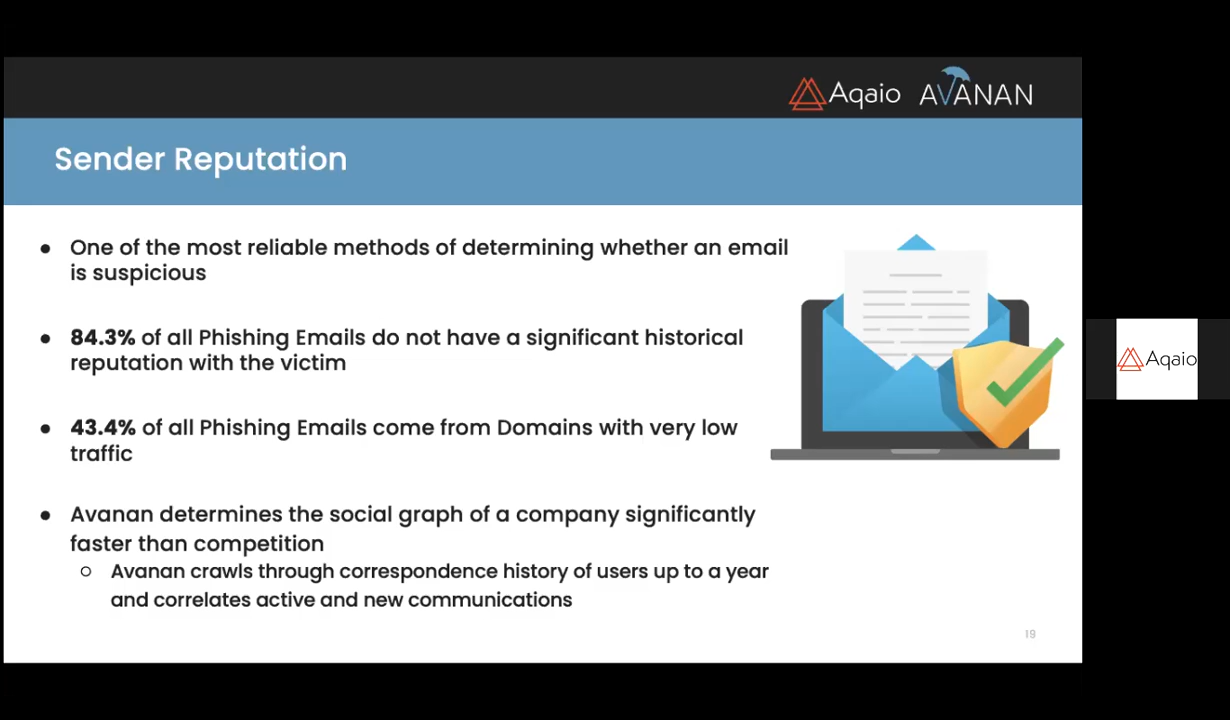 Aqaio AVANAN
Sender Reputation
● One of the most reliable methods of determining whether an email
is suspicious
● 84.3% of all Phishing Emails do not have a significant historical
reputation with the victim
● 43.4% of all Phishing Emails come from Domains with very low
traffic
● Avanan determines the social graph of a company significantly
faster than competition
○ Avanan crawls through correspondence history of users up to a year
and correlates active and new communications
19
Aqaio